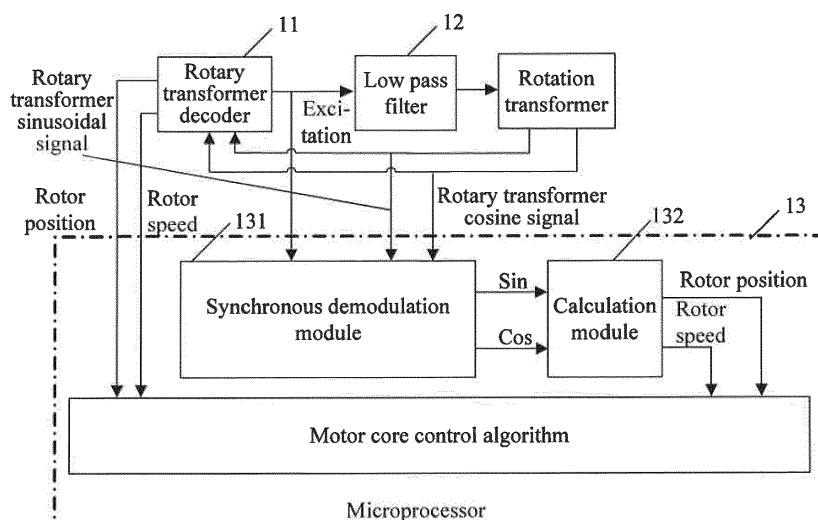 11
12
Rotary
transformer
sinusoidal
signal
Rotary
transformer
decoder
Low pass
filter
Rotation
transformer
Exci-
tation
Rotor
position
Rotor
speed
Rotary transformer
cosine signal
131
132
13
Synchronous demodulation
module
Sin
Cos
Calculation
module
Rotor position
Rotor
speed
Motor core control algorithm
Microprocessor